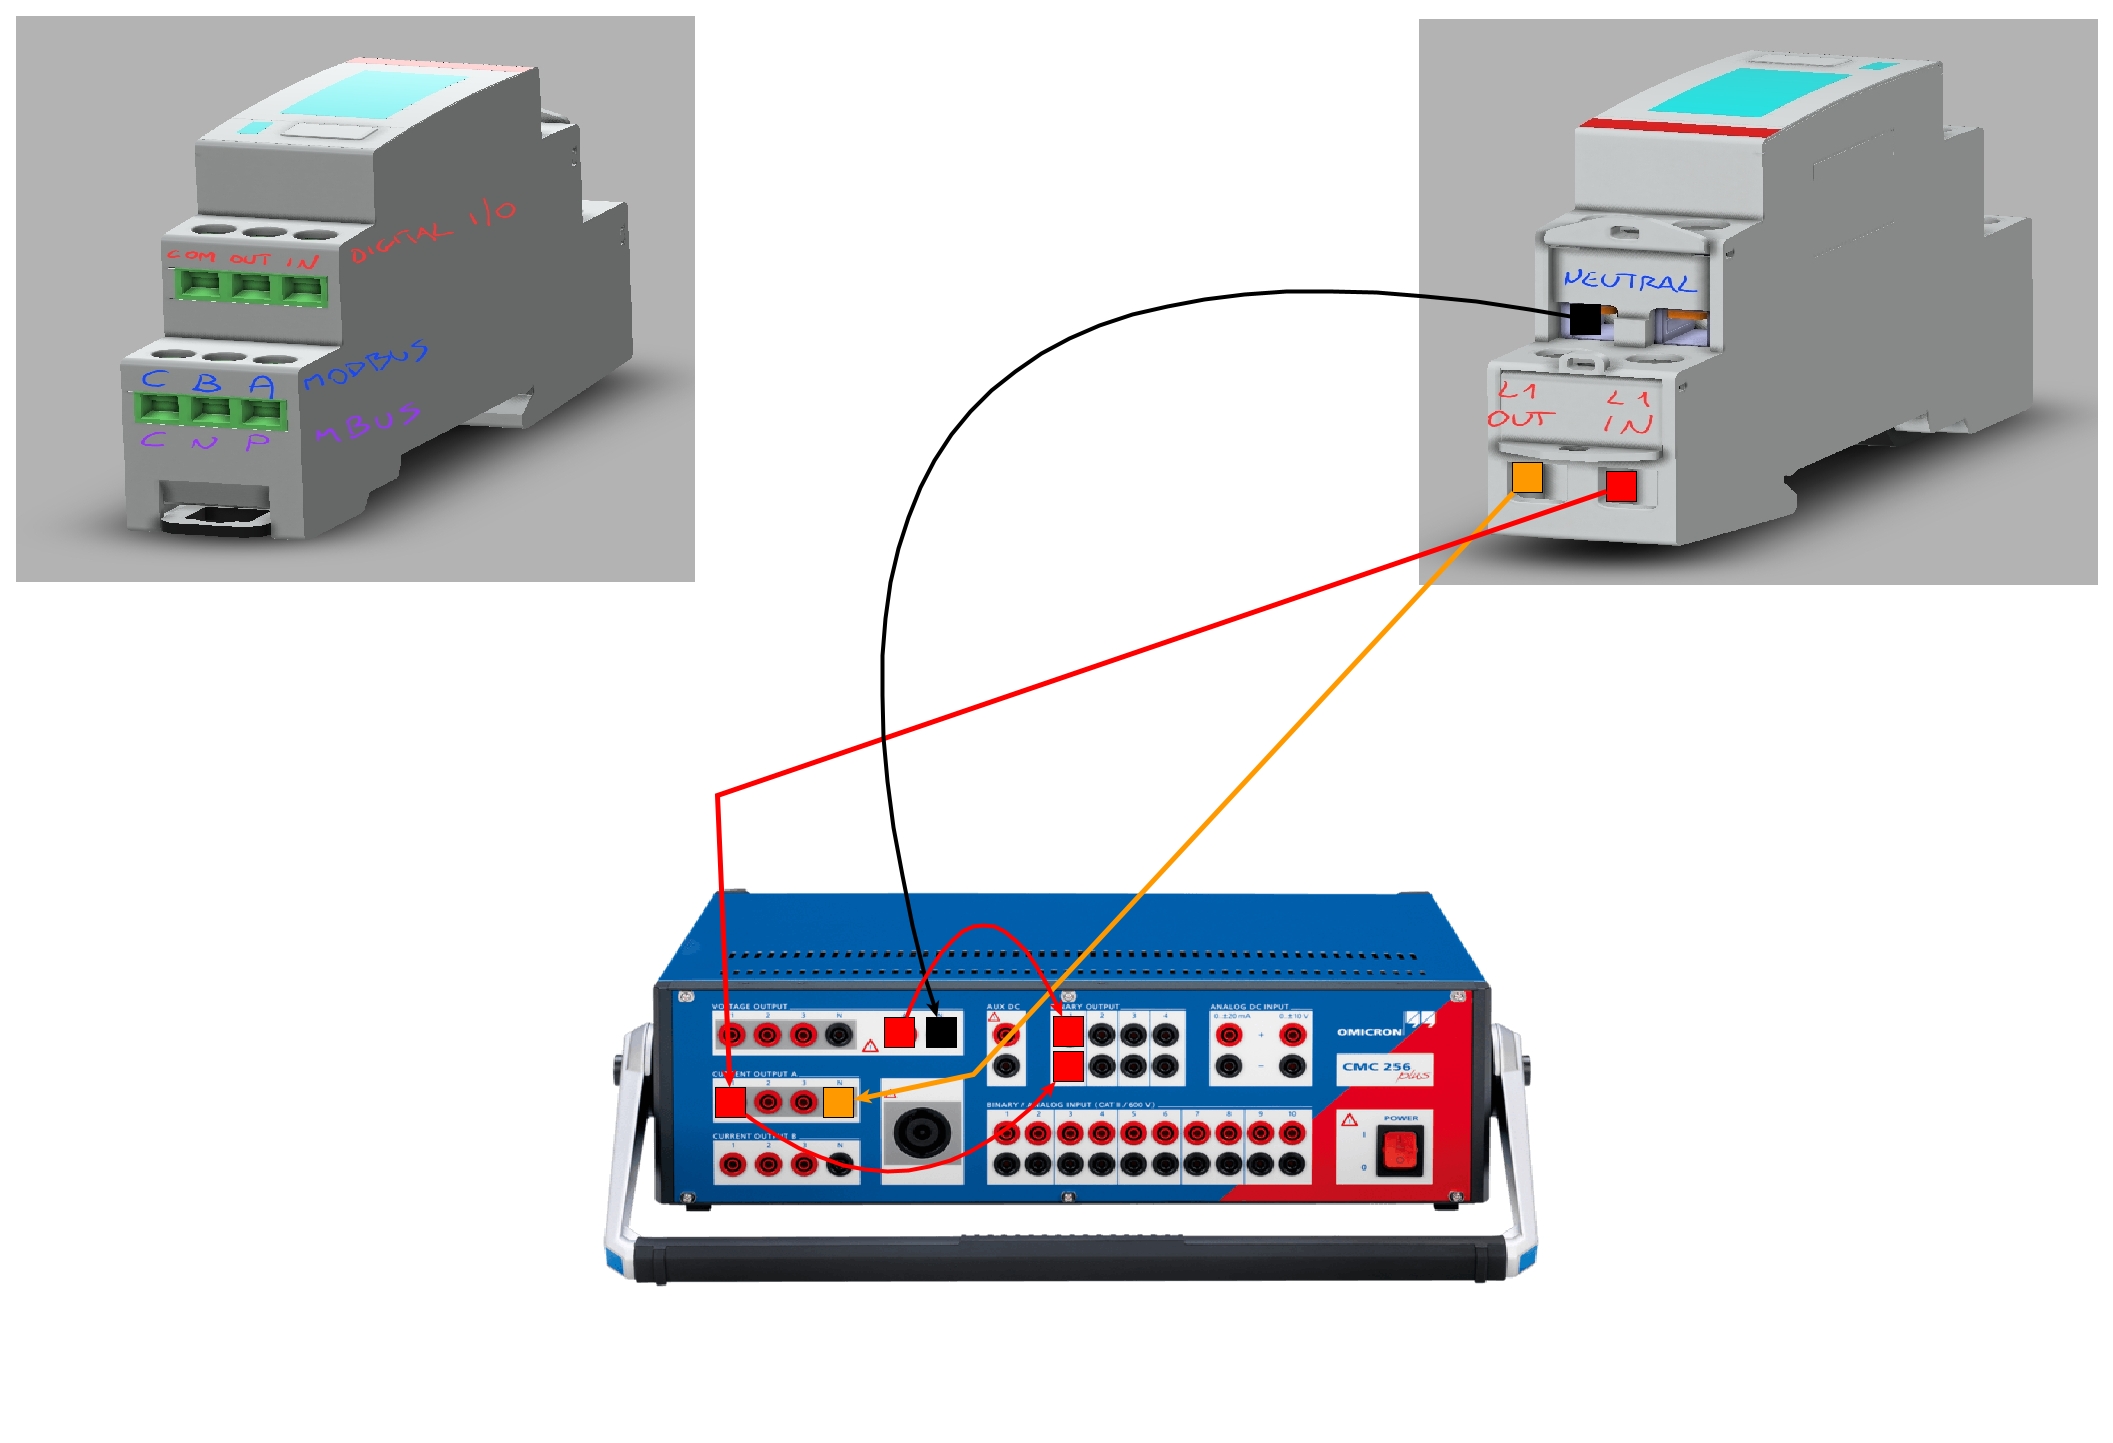 DIGITAL I/O
COM OUT IN
MODBUS
C B A
MBUS
C N P
NEUTRAL
L1 L1
OUT IN
VOLTAGE OUTPUT
1 2 3 N
AUX DC
BINARY OUTPUT
2 3 4
ANALOG DC INPUT
0..±20 mA 0..±10 V
+
−
OMICRON
CMC 256
plus
CURRENT OUTPUT A
2 3 N
CURRENT OUTPUT B
1 2 3 N
BINARY / ANALOG INPUT (CAT II / 600 V)
1 2 3 4 5 6 7 8 9 10
POWER
I
0